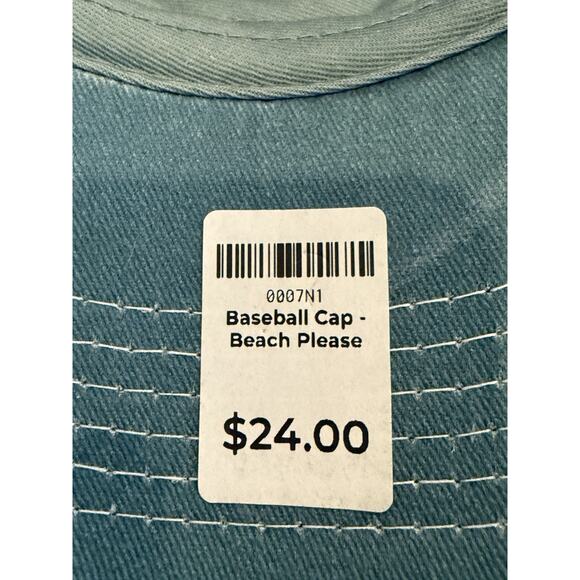 0007N1
Baseball Cap -
Beach Please
$24.00